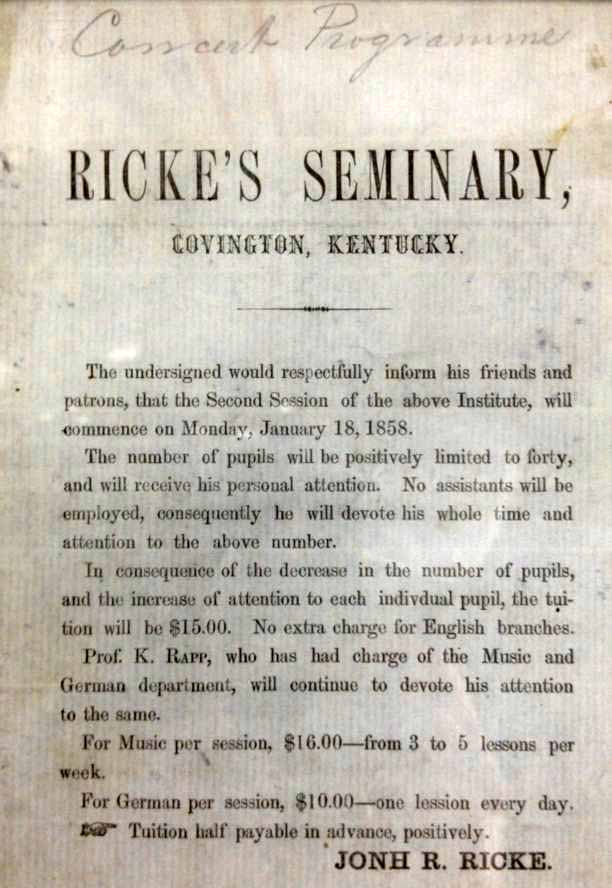 Concert Programme
RICKE'S SEMINARY,
COVINGTON, KENTUCKY.
The undersigned would respectfully inform his friends and
patrons, that the Second Session of the above Institute, will
commence on Monday, January 18, 1858.
The number of pupils will be positively limited to forty,
and will receive his personal attention. No assistants will be
employed, consequently he will devote his whole time and
attention to the above number.
In consequence of the decrease in the number of pupils,
and the increase of attention to each indivdual pupil, the tui-
tion will be $15.00. No extra charge for English branches.
Prof. K. RAPP, who has had charge of the Music and
German department, will continue to devote his attention
to the same.
For Music per session, $16.00—from 3 to 5 lessons per
week.
For German per session, $10.00—one lession every day.
☞ Tuition half payable in advance, positively.
JONH R. RICKE.